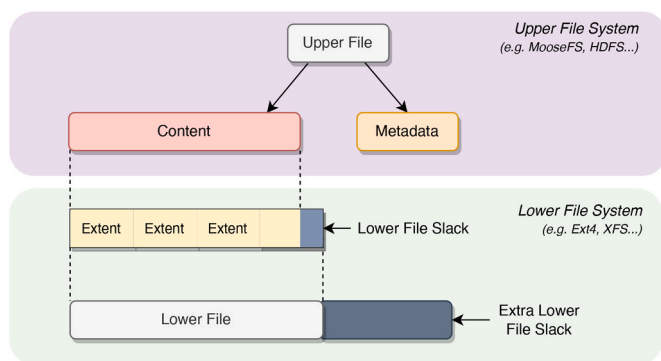 Upper File System
(e.g. MooseFS, HDFS...)
Upper File
Content
Metadata
Lower File System
(e.g. Ext4, XFS...)
Extent
Extent
Extent
Lower File Slack
Lower File
Extra Lower
File Slack